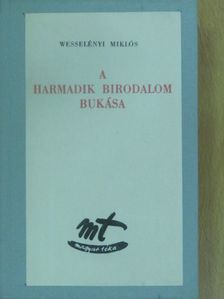 WESSELÉNYI MIKLÓS
A
HARMADIK BIRODALOM
BUKÁSA
mt
magyar téka